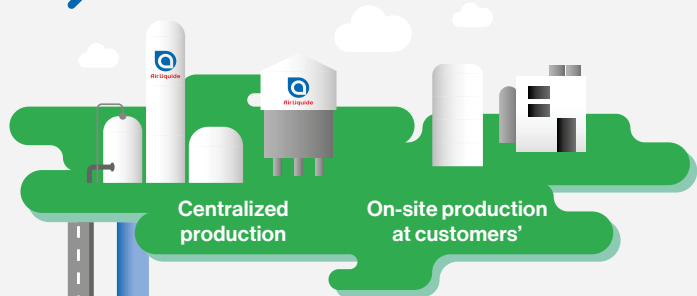 Air Liquide
Air Liquide
Centralized
production
On-site production
at customers’